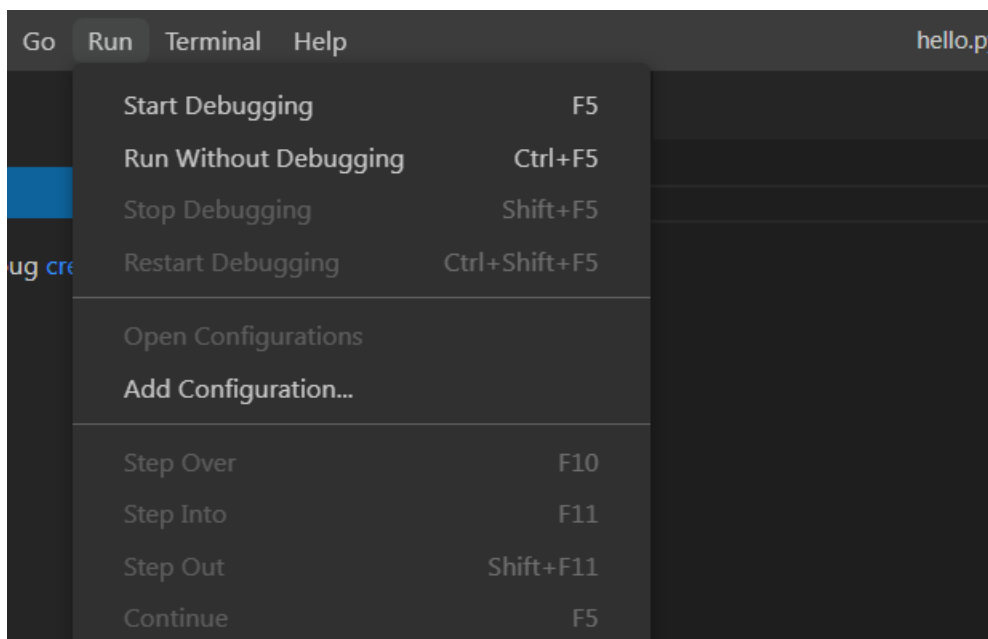 Go Run Terminal Help hello.p
Start Debugging F5
Run Without Debugging Ctrl+F5
Stop Debugging Shift+F5
ug cre Restart Debugging Ctrl+Shift+F5
Open Configurations
Add Configuration...
Step Over F10
Step Into F11
Step Out Shift+F11
Continue F5